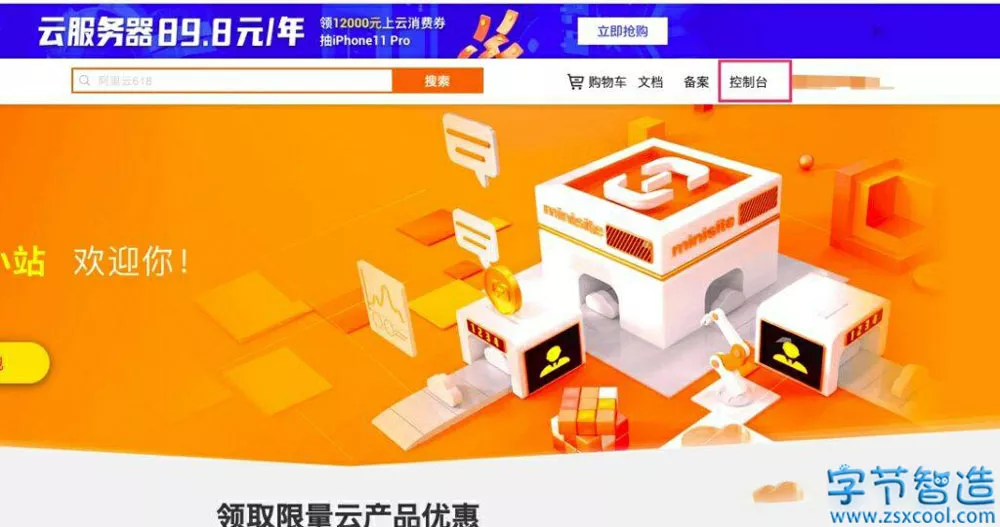 云服务器89.8元/年
领12000元上云消费券
抽iPhone11 Pro
立即抢购
阿里云618
搜索
购物车 文档 备案 控制台
minisite
minisite
小站 欢迎你!
1234
1234
领取限量云产品优惠
字节智造
www.zsxcool.com